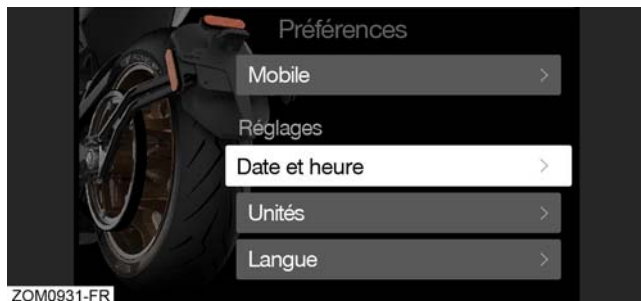 Préférences
Mobile
Réglages
Date et heure
Unités
Langue
ZOM0931-FR